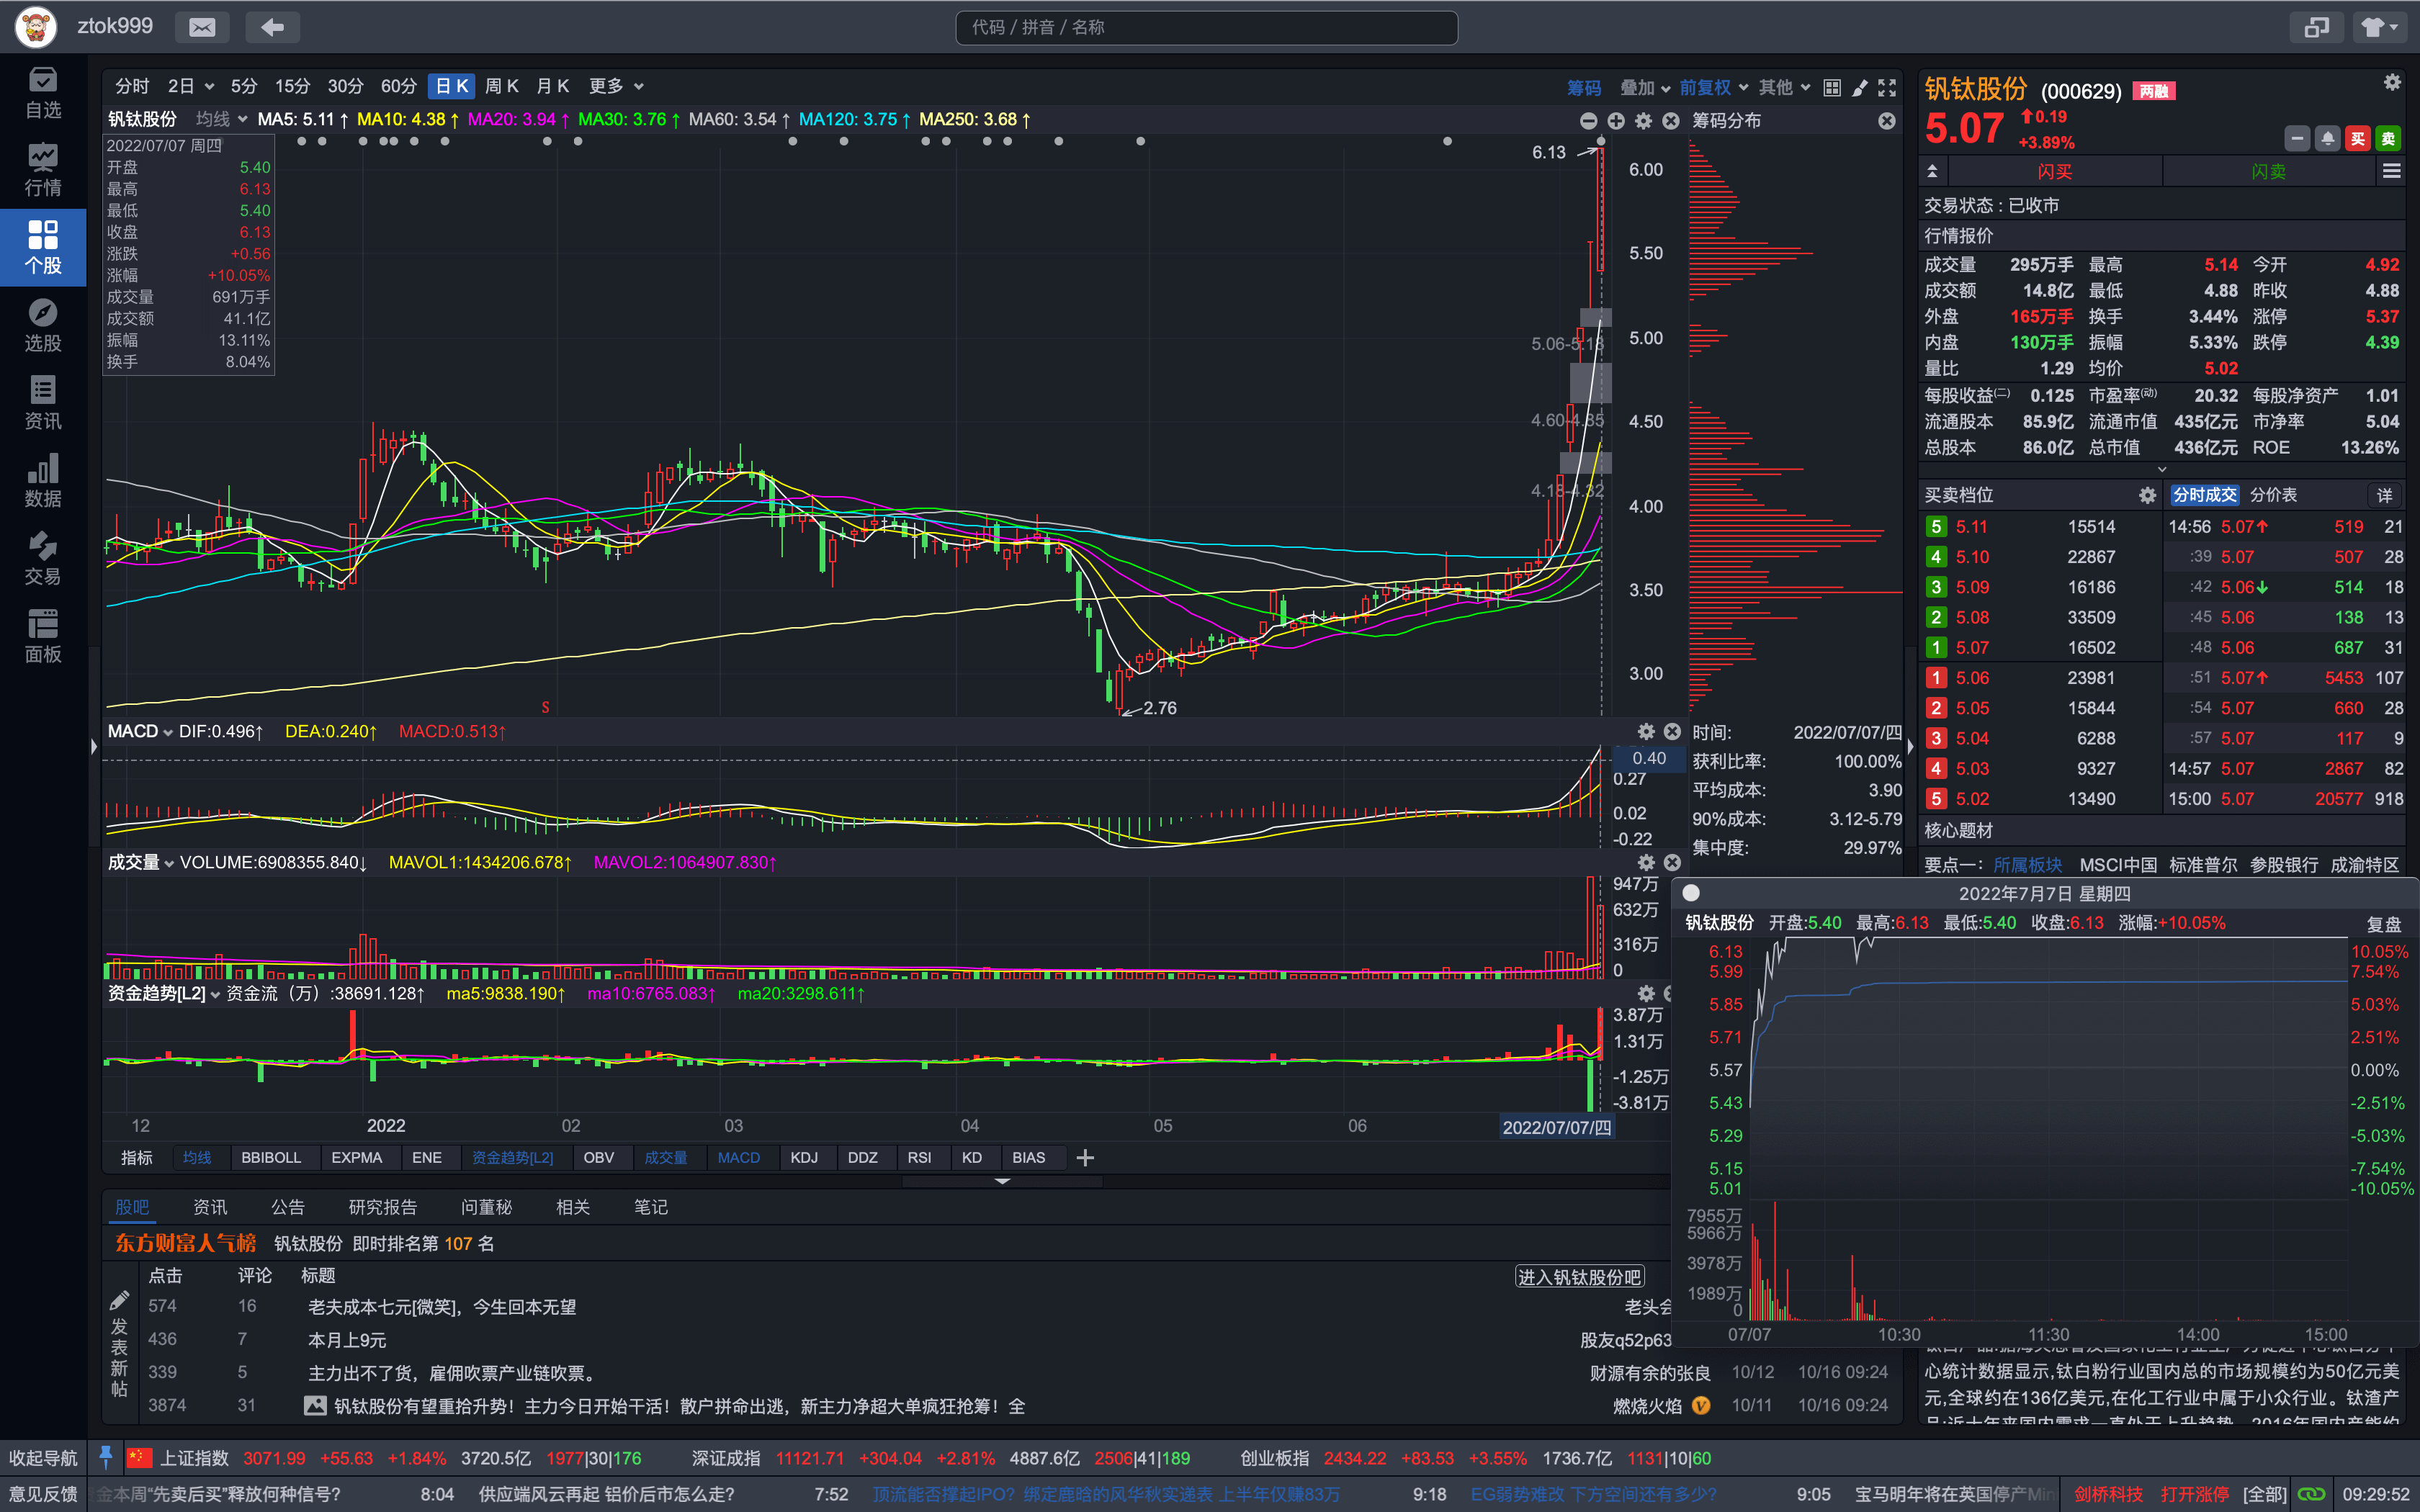 ztok999
代码 / 拼音 / 名称
自选
行情
个股
选股
资讯
数据
交易
面板
分时 2日 5分 15分 30分 60分 日K 周K 月K 更多
筹码 叠加 前复权 其他
钒钛股份 均线 MA5: 5.11↑ MA10: 4.38↑ MA20: 3.94↑ MA30: 3.76↑ MA60: 3.54↑ MA120: 3.75↑ MA250: 3.68↑
筹码分布
2022/07/07 周四
开盘 5.40
最高 6.13
最低 5.40
收盘 6.13
涨跌 +0.56
涨幅 +10.05%
成交量 691万手
成交额 41.1亿
振幅 13.11%
换手 8.04%
6.13
6.00
5.50
5.00
4.50
4.00
3.50
3.00
5.06-5.18
4.60-4.85
4.18-4.32
2.76
S
MACD DIF:0.496↑ DEA:0.240↑ MACD:0.513↑
0.40
0.27
0.02
-0.22
时间: 2022/07/07/四
获利比率: 100.00%
平均成本: 3.90
90%成本: 3.12-5.79
集中度: 29.97%
成交量 VOLUME:6908355.840↓ MAVOL1:1434206.678↑ MAVOL2:1064907.830↑
947万
632万
316万
0
资金趋势[L2] 资金流（万）:38691.128↑ ma5:9838.190↑ ma10:6765.083↑ ma20:3298.611↑
3.87万
1.31万
-1.25万
-3.81万
12 2022 02 03 04 05 06 2022/07/07/四
指标 均线 BBIBOLL EXPMA ENE 资金趋势[L2] OBV 成交量 MACD KDJ DDZ RSI KD BIAS
股吧 资讯 公告 研究报告 问董秘 相关 笔记
东方财富人气榜 钒钛股份 即时排名第 107 名
发表新帖
点击 评论 标题 进入钒钛股份吧
574 16 老夫成本七元[微笑]，今生回本无望 老头会
436 7 本月上9元 股友q52p63
339 5 主力出不了货，雇佣吹票产业链吹票。 财源有余的张良 10/12 10/16 09:24
3874 31 钒钛股份有望重拾升势！主力今日开始干活！散户拼命出逃，新主力净超大单疯狂抢筹！全 燃烧火焰 V 10/11 10/16 09:24
钒钛股份 (000629) 两融
5.07 0.19
+3.89%
买 卖
闪买 闪卖
交易状态 : 已收市
行情报价
成交量 295万手 最高 5.14 今开 4.92
成交额 14.8亿 最低 4.88 昨收 4.88
外盘 165万手 换手 3.44% 涨停 5.37
内盘 130万手 振幅 5.33% 跌停 4.39
量比 1.29 均价 5.02
每股收益(二) 0.125 市盈率(动) 20.32 每股净资产 1.01
流通股本 85.9亿 流通市值 435亿元 市净率 5.04
总股本 86.0亿 总市值 436亿元 ROE 13.26%
买卖档位 分时成交 分价表 详
5 5.11 15514 14:56 5.07↑ 519 21
4 5.10 22867 :39 5.07 507 28
3 5.09 16186 :42 5.06↓ 514 18
2 5.08 33509 :45 5.06 138 13
1 5.07 16502 :48 5.06 687 31
1 5.06 23981 :51 5.07↑ 5453 107
2 5.05 15844 :54 5.07 660 28
3 5.04 6288 :57 5.07 117 9
4 5.03 9327 14:57 5.07 2867 82
5 5.02 13490 15:00 5.07 20577 918
核心题材
要点一: 所属板块 MSCI中国 标准普尔 参股银行 成渝特区
2022年7月7日 星期四
钒钛股份 开盘:5.40 最高:6.13 最低:5.40 收盘:6.13 涨幅:+10.05% 复盘
6.13 10.05%
5.99 7.54%
5.85 5.03%
5.71 2.51%
5.57 0.00%
5.43 -2.51%
5.29 -5.03%
5.15 -7.54%
5.01 -10.05%
7955万
5966万
3978万
1989万
0
07/07 10:30 11:30 14:00 15:00
心统计数据显示,钛白粉行业国内总的市场规模约为50亿元美
元,全球约在136亿美元,在化工行业中属于小众行业。钛渣产
收起导航 上证指数 3071.99 +55.63 +1.84% 3720.5亿 1977|30|176 深证成指 11121.71 +304.04 +2.81% 4887.6亿 2506|41|189 创业板指 2434.22 +83.53 +3.55% 1736.7亿 1131|10|60
意见反馈 金本周“先卖后买”释放何种信号? 8:04 供应端风云再起 铝价后市怎么走? 7:52 顶流能否撑起IPO? 绑定鹿晗的风华秋实递表 上半年仅赚83万 9:18 EG弱势难改 下方空间还有多少? 9:05 宝马明年将在英国停产Mini 剑桥科技 打开涨停 [全部] 09:29:52